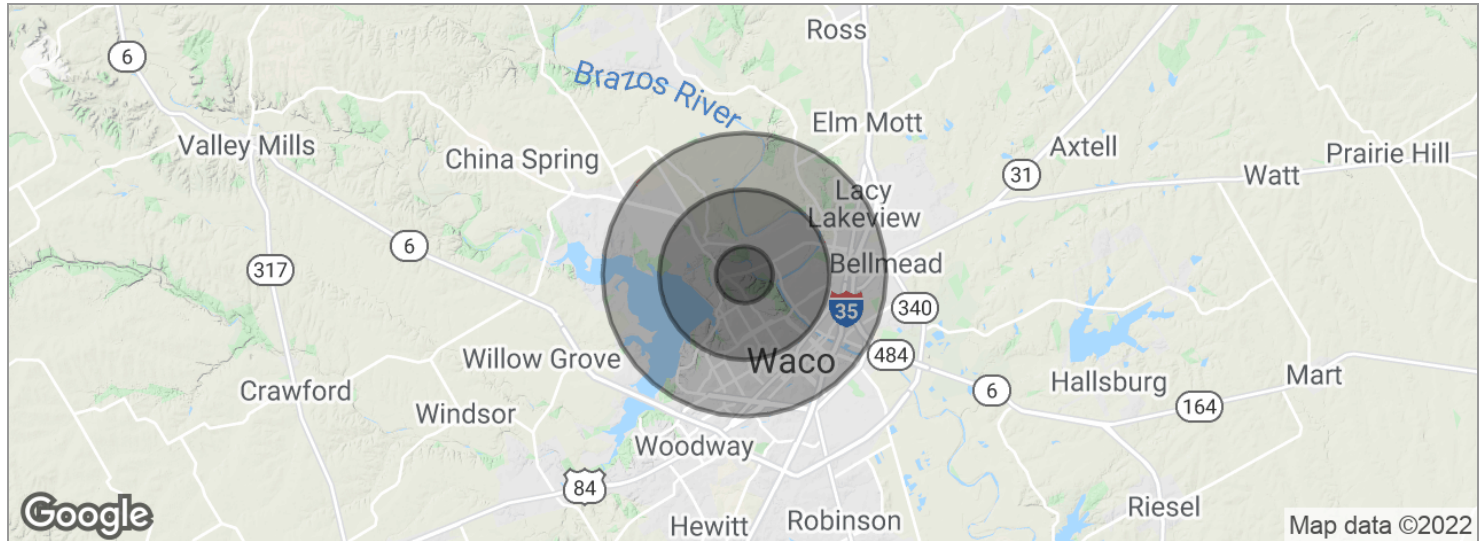 Ross
6
Brazos River
Elm Mott
Valley Mills
China Spring
Axtell
Prairie Hill
31
Watt
Lacy
Lakeview
6
317
Bellmead
35
340
484
Willow Grove
Waco
6
Hallsburg
Mart
Crawford
Windsor
164
Woodway
84
Riesel
Google
Hewitt
Robinson
Map data ©2022